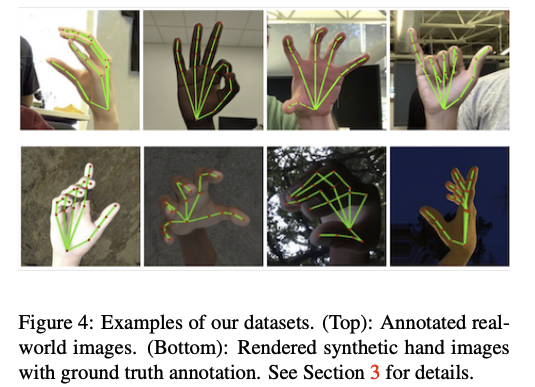 Figure 4: Examples of our datasets. (Top): Annotated real-
world images. (Bottom): Rendered synthetic hand images
with ground truth annotation. See Section 3 for details.